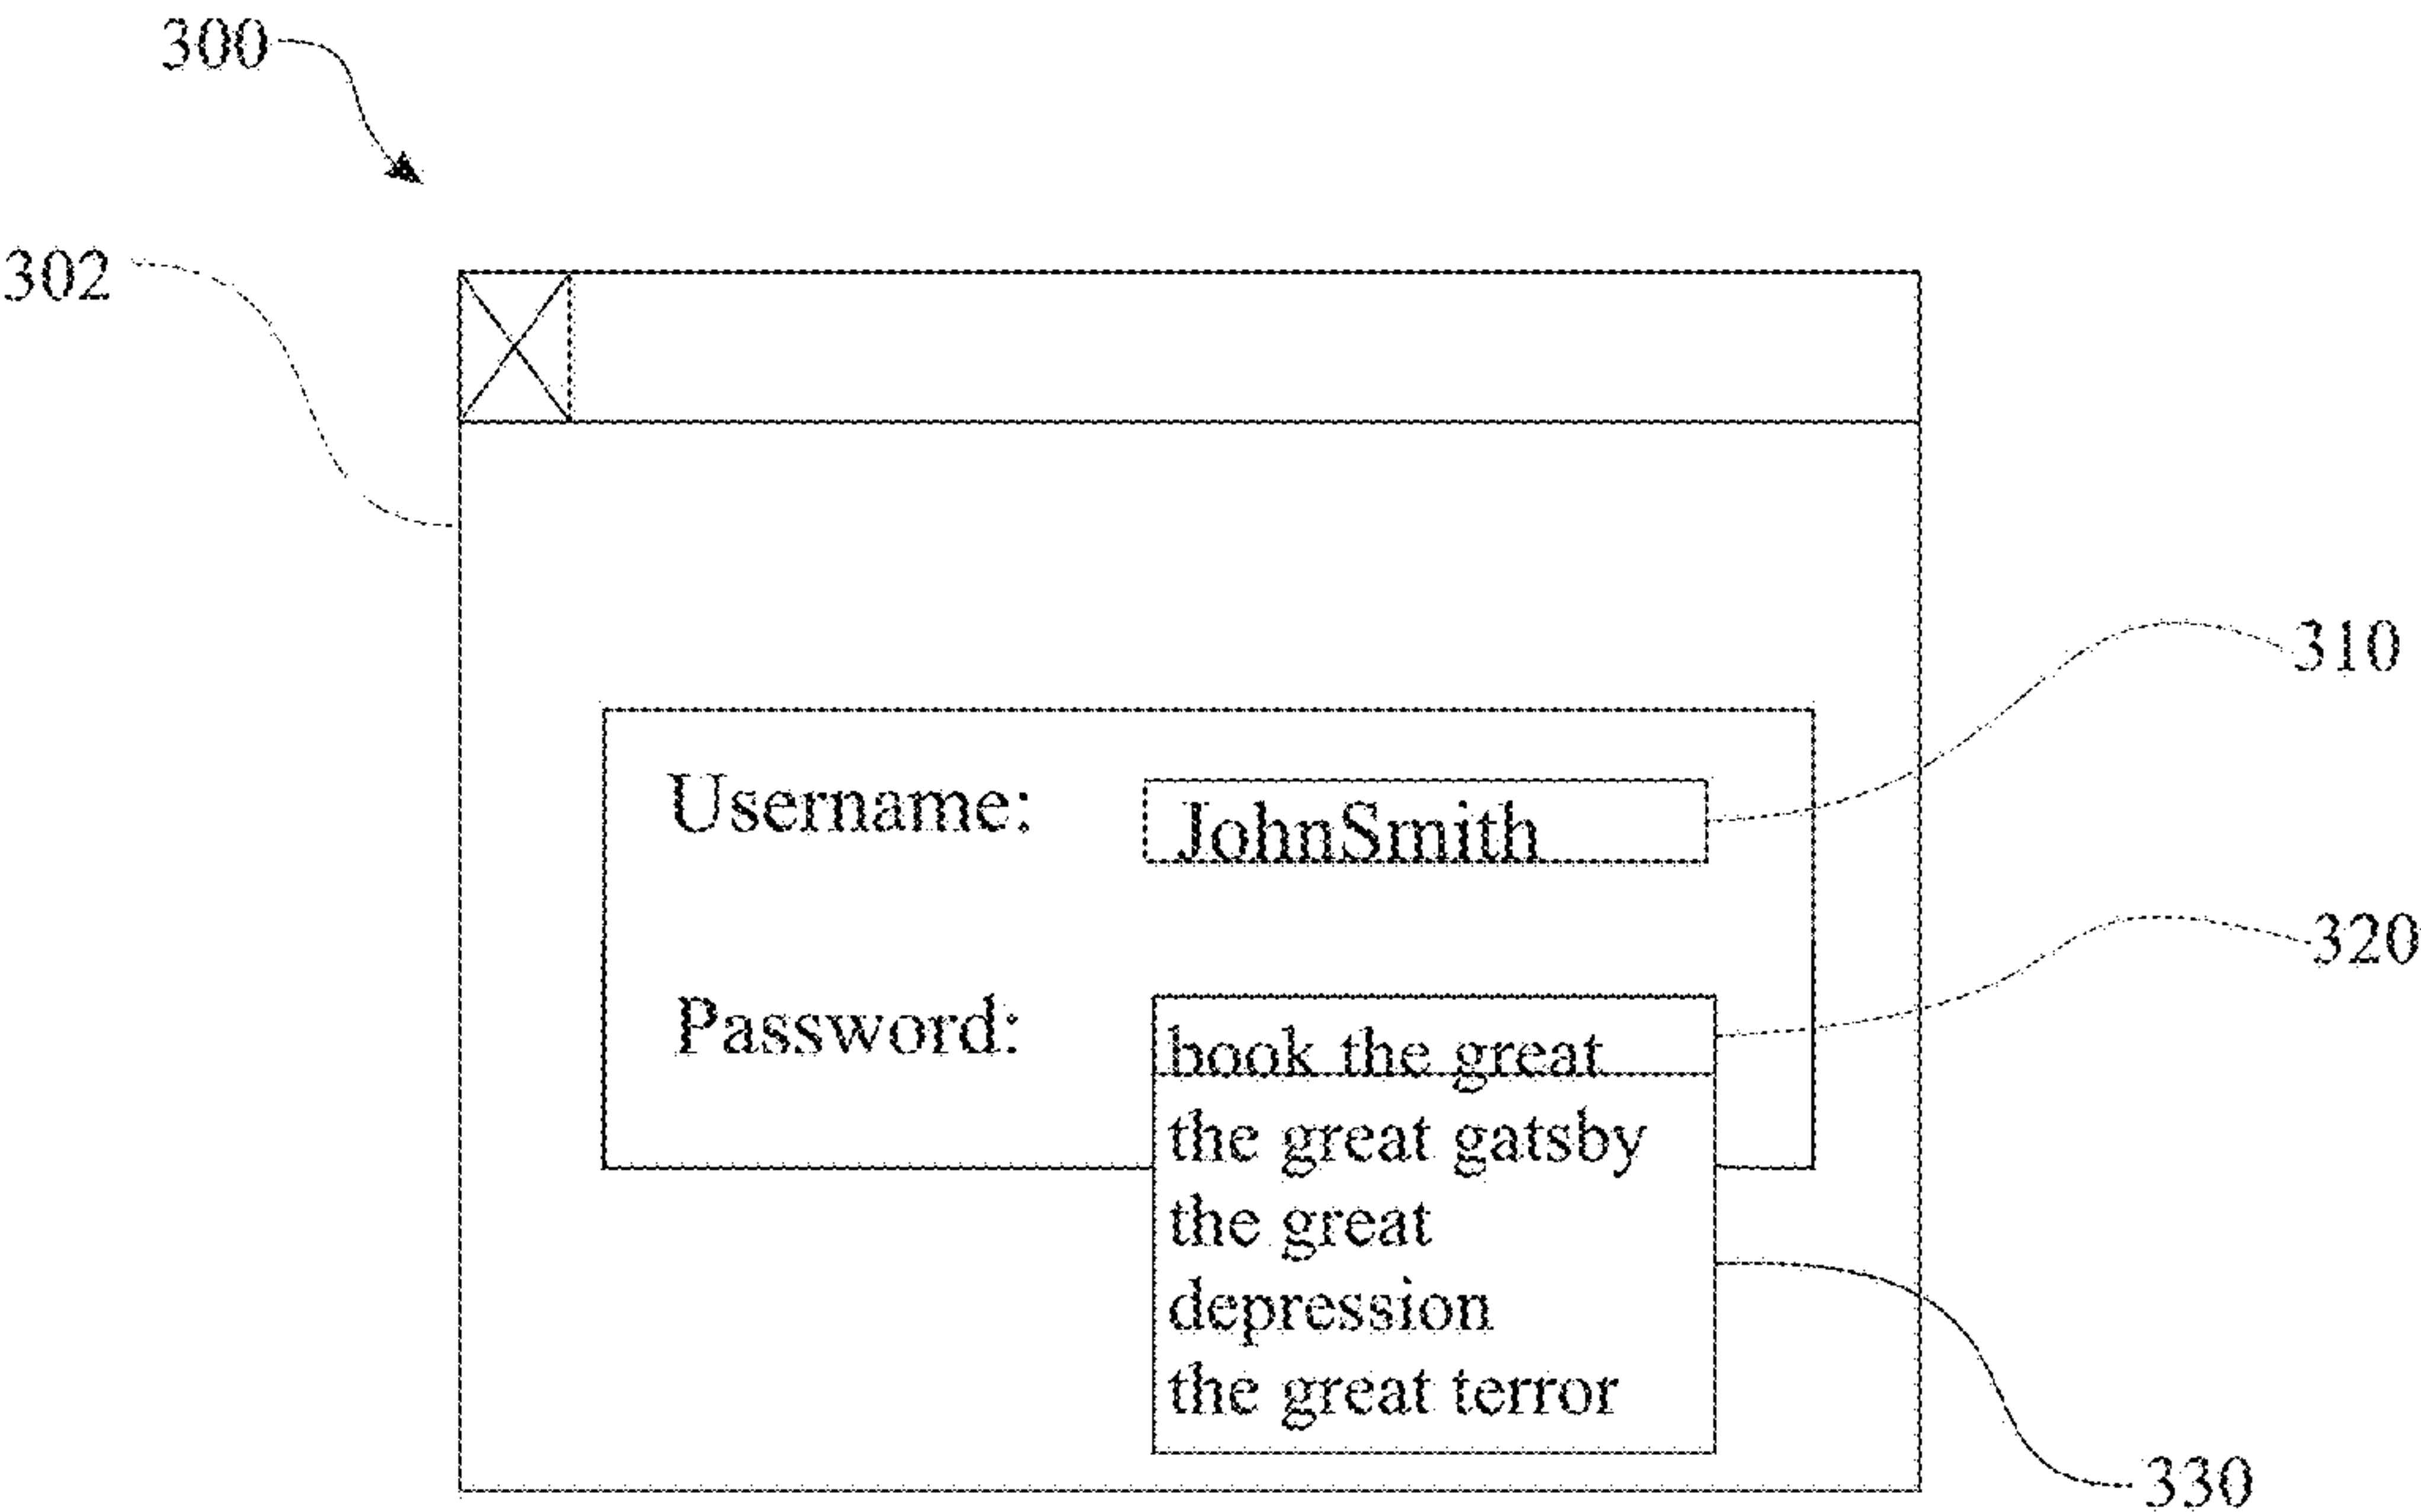 300
302
310
Username: JohnSmith
320
Password: book the great
the great gatsby
the great
depression
the great terror
330